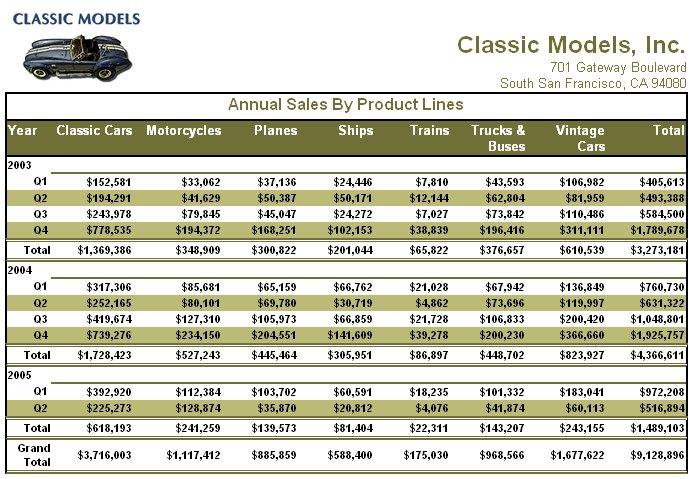 CLASSIC MODELS
Classic Models, Inc.
701 Gateway Boulevard
South San Francisco, CA 94080
Annual Sales By Product Lines
Year Classic Cars Motorcycles Planes Ships Trains Trucks & Buses Vintage Cars Total
2003
Q1 $152,581 $33,062 $37,136 $24,446 $7,810 $43,593 $106,982 $405,613
Q2 $194,291 $41,629 $50,387 $50,171 $12,144 $62,804 $81,959 $493,388
Q3 $243,978 $79,845 $45,047 $24,272 $7,027 $73,842 $110,486 $584,500
Q4 $778,535 $194,372 $168,251 $102,153 $38,839 $196,416 $311,111 $1,789,678
Total $1,369,386 $348,909 $300,822 $201,044 $65,822 $376,657 $610,539 $3,273,181
2004
Q1 $317,306 $85,681 $65,159 $66,762 $21,028 $67,942 $136,849 $760,730
Q2 $252,165 $80,101 $69,780 $30,719 $4,862 $73,696 $119,997 $631,322
Q3 $419,674 $127,310 $105,973 $66,859 $21,728 $106,833 $200,420 $1,048,801
Q4 $739,276 $234,150 $204,551 $141,609 $39,278 $200,230 $366,660 $1,925,757
Total $1,728,423 $527,243 $445,464 $305,951 $86,897 $448,702 $823,927 $4,366,611
2005
Q1 $392,920 $112,384 $103,702 $60,591 $18,235 $101,332 $183,041 $972,208
Q2 $225,273 $128,874 $35,870 $20,812 $4,076 $41,874 $60,113 $516,894
Total $618,193 $241,259 $139,573 $81,404 $22,311 $143,207 $243,155 $1,489,103
Grand Total $3,716,003 $1,117,412 $885,859 $588,400 $175,030 $968,566 $1,677,622 $9,128,896